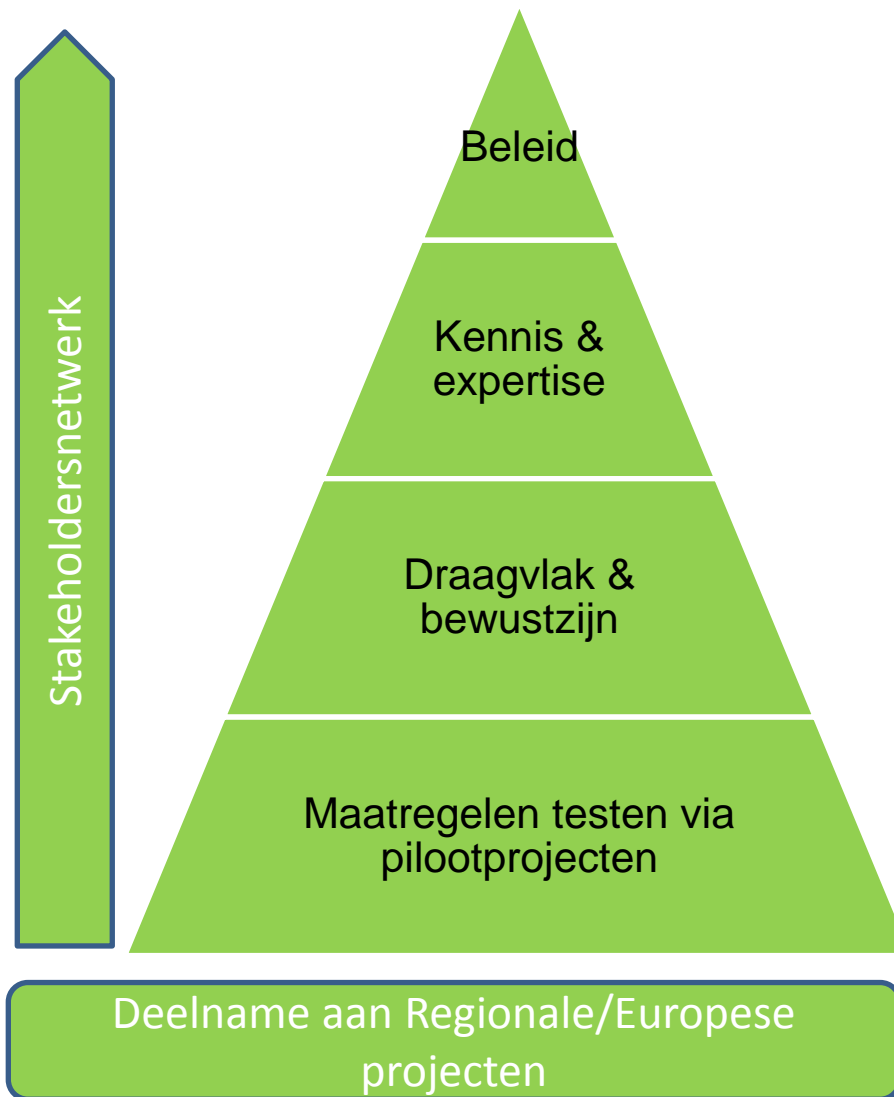 Beleid
Kennis &
expertise
Draagvlak &
bewustzijn
Maatregelen testen via
pilootprojecten
Stakeholdersnetwerk
Deelname aan Regionale/Europese
projecten